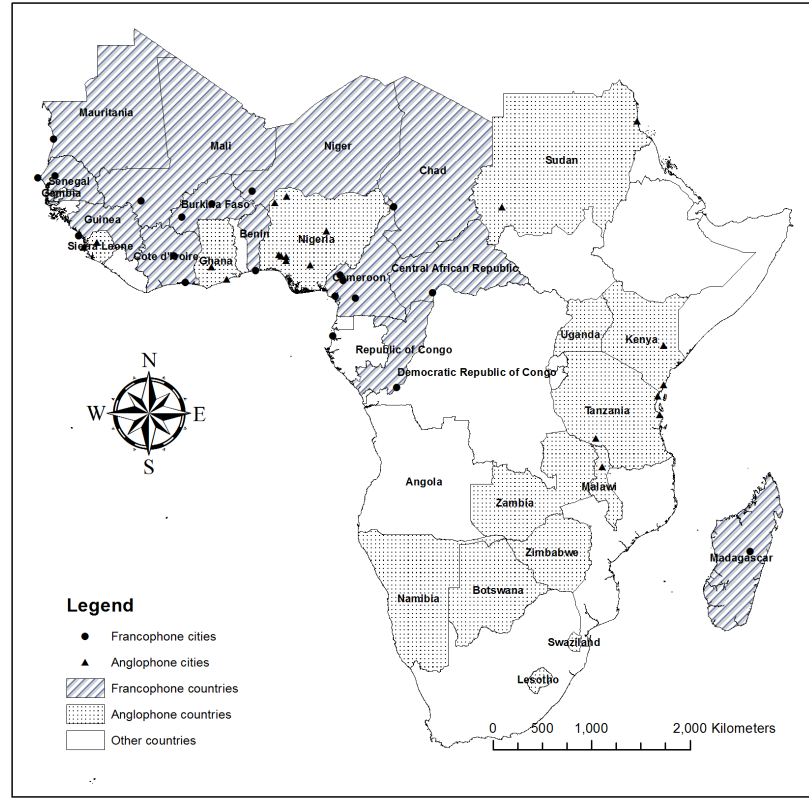 Mauritania
Mali
Niger
Chad
Sudan
Senegal
Gambia
Burkina Faso
Guinea
Benin
Nigeria
Sierra Leone
Cote d'Ivoire
Ghana
Cameroon
Central African Republic
Uganda
Kenya
Republic of Congo
Democratic Republic of Congo
Tanzania
N
W
E
S
Angola
Malawi
Zambia
Zimbabwe
Madagascar
Namibia
Botswana
Swaziland
Lesotho
Legend
Francophone cities
Anglophone cities
Francophone countries
Anglophone countries
Other countries
0 500 1,000 2,000 Kilometers